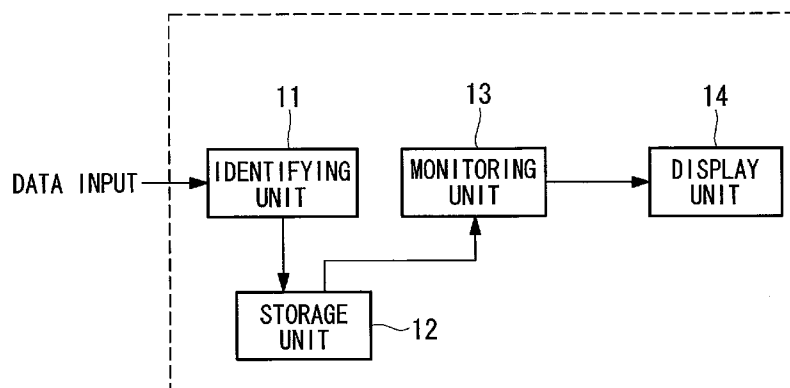 11
13
14
DATA INPUT
IDENTIFYING
UNIT
MONITORING
UNIT
DISPLAY
UNIT
STORAGE
UNIT
12